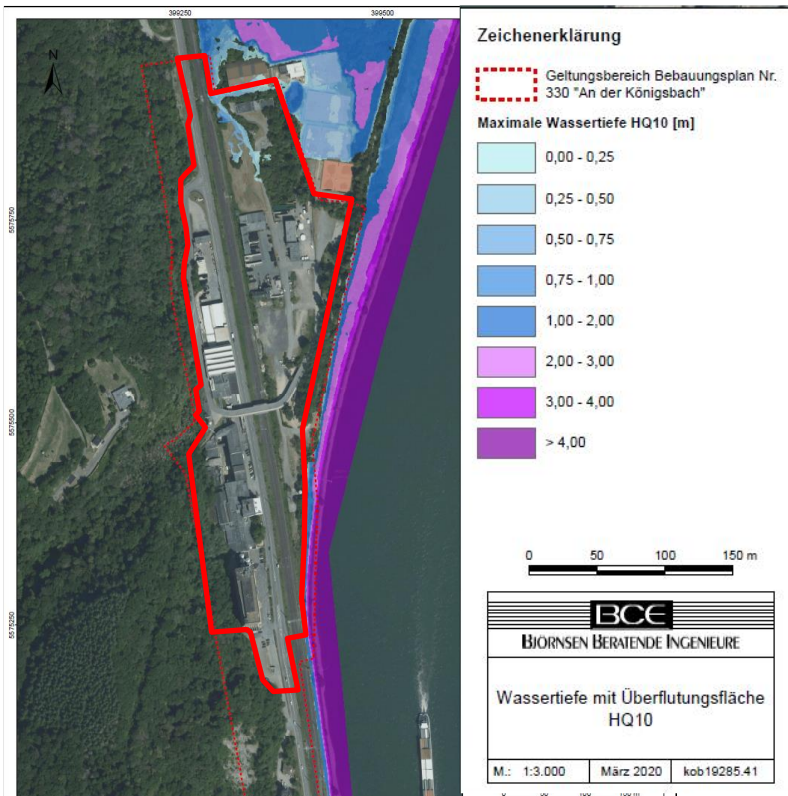 399250
399500
N
5575750
5575500
5575250
Zeichenerklärung
Geltungsbereich Bebauungsplan Nr.
330 "An der Königsbach"
Maximale Wassertiefe HQ10 [m]
0,00 - 0,25
0,25 - 0,50
0,50 - 0,75
0,75 - 1,00
1,00 - 2,00
2,00 - 3,00
3,00 - 4,00
> 4,00
0 50 100 150 m
BCE
BJÖRNSEN BERATENDE INGENIEURE
Wassertiefe mit Überflutungsfläche
HQ10
M.: 1:3.000 März 2020 kob19285.41